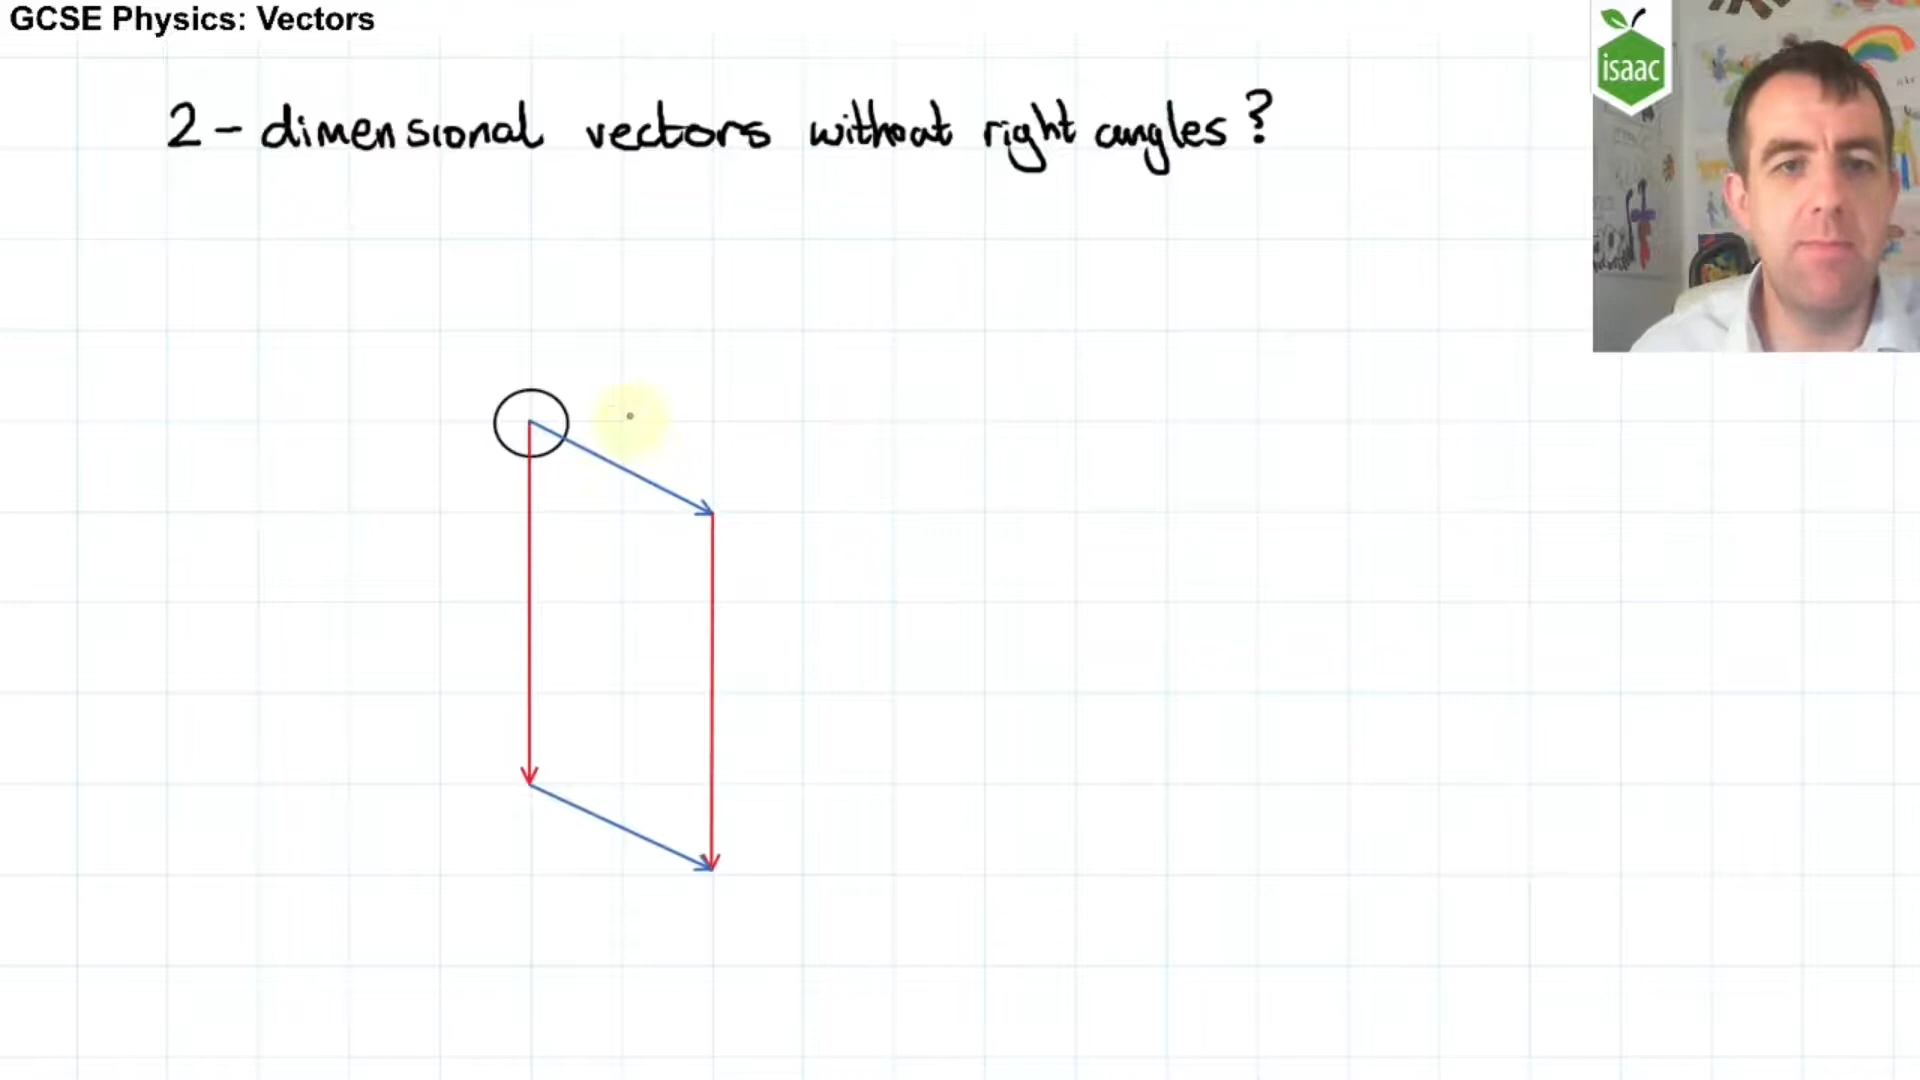 GCSE Physics: Vectors
isaac
2 - dimensional vectors without right angles?